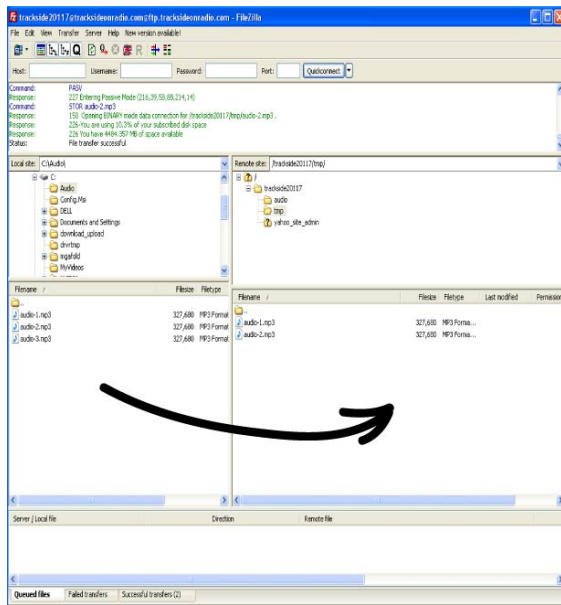 trackside20117@tracksideonradio.com@ftp.tracksideonradio.com - FileZilla
File Edit View Transfer Server Help New version available!
Host: Username: Password: Port: Quickconnect
Command: PASV
Response: 227 Entering Passive Mode (216,39,58,88,214,14)
Command: STOR audio-2.mp3
Response: 150 Opening BINARY mode data connection for /trackside20117/tmp/audio-2.mp3 .
Response: 226-You are using 10.3% of your subscribed disk space
Response: 226 You have 4484.357 MB of space available
Status: File transfer successful
Local site: C:\Audio\ Remote site: /trackside20117/tmp/
C: /
Audio trackside20117
Config.Msi audio
DELL tmp
Documents and Settings yahoo_site_admin
download_upload
drvrtmp
mgafold
MyVideos
Filename / Filesize Filetype Filename / Filesize Filetype Last modified Permission
..
audio-1.mp3 327,680 MP3 Format audio-1.mp3 327,680 MP3 Forma...
audio-2.mp3 327,680 MP3 Format audio-2.mp3 327,680 MP3 Forma...
audio-3.mp3 327,680 MP3 Format
Server / Local file Direction Remote file
Queued files Failed transfers Successful transfers (2)